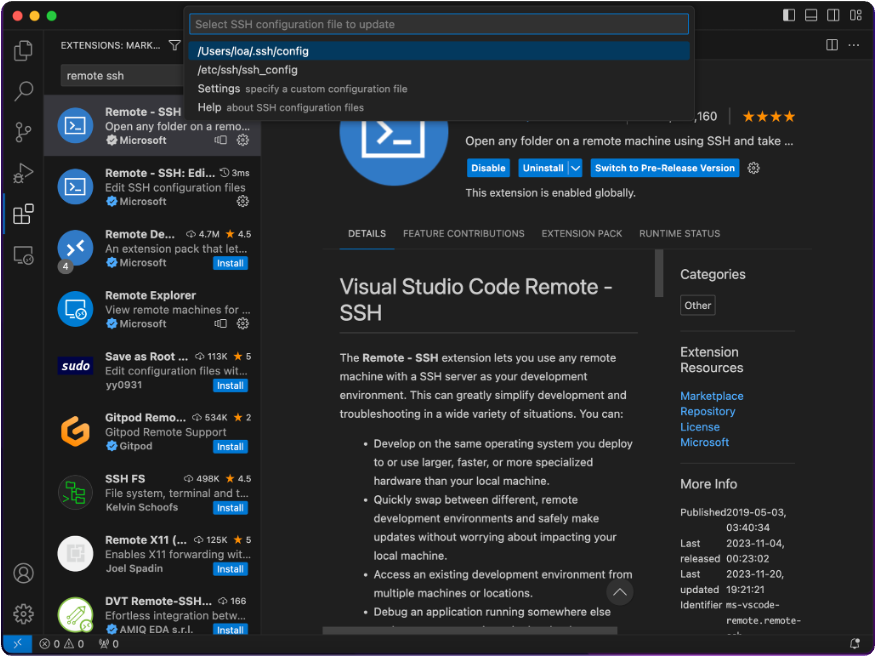 Select SSH configuration file to update
/Users/loa/.ssh/config
/etc/ssh/ssh_config
Settings specify a custom configuration file
Help about SSH configuration files
EXTENSIONS: MARK...
remote ssh
Remote - SSH
Open any folder on a remo...
Microsoft
Remote - SSH: Edi... 3ms
Edit SSH configuration files
Microsoft
Remote De... 4.7M 4.5
An extension pack that let...
4
Microsoft Install
Remote Explorer
View remote machines for ...
Microsoft
sudo
Save as Root ... 113K 5
Edit configuration files wit...
yy0931 Install
Gitpod Remo... 534K 2
Gitpod Remote Support
Gitpod Install
SSH FS 498K 4.5
File system, terminal and t...
Kelvin Schoofs Install
Remote X11 (... 125K 5
Enables X11 forwarding wit...
Joel Spadin Install
DVT Remote-SSH... 166
Effortless integration betw...
AMIQ EDA s.r.l. Install
Open any folder on a remote machine using SSH and take ...
Disable
Uninstall
Switch to Pre-Release Version
This extension is enabled globally.
DETAILS FEATURE CONTRIBUTIONS EXTENSION PACK RUNTIME STATUS
Visual Studio Code Remote -
SSH
The Remote - SSH extension lets you use any remote
machine with a SSH server as your development
environment. This can greatly simplify development and
troubleshooting in a wide variety of situations. You can:
• Develop on the same operating system you deploy
to or use larger, faster, or more specialized
hardware than your local machine.
• Quickly swap between different, remote
development environments and safely make
updates without worrying about impacting your
local machine.
• Access an existing development environment from
multiple machines or locations.
• Debug an application running somewhere else
Categories
Other
Extension
Resources
Marketplace
Repository
License
Microsoft
More Info
Published 2019-05-03,
03:40:34
Last 2023-11-04,
released 00:23:02
Last 2023-11-20,
updated 19:21:21
Identifier ms-vscode-
remote.remote-
0 0 0